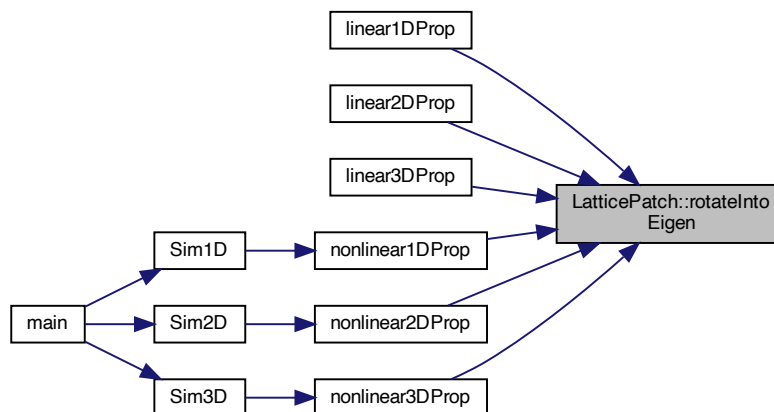 linear1DProp
linear2DProp
linear3DProp
LatticePatch::rotateInto
Eigen
Sim1D
nonlinear1DProp
main
Sim2D
nonlinear2DProp
Sim3D
nonlinear3DProp